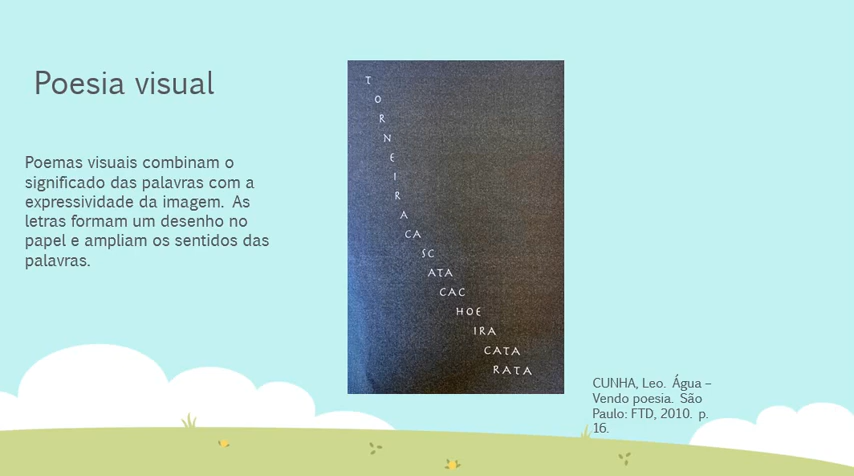 Poesia visual
Poemas visuais combinam o
significado das palavras com a
expressividade da imagem. As
letras formam um desenho no
papel e ampliam os sentidos das
palavras.
T
O
R
N
E
I
R
A
CA
SC
ATA
CAC
HOE
IRA
CATA
RATA
CUNHA, Leo. Água –
Vendo poesia. São
Paulo: FTD, 2010. p.
16.